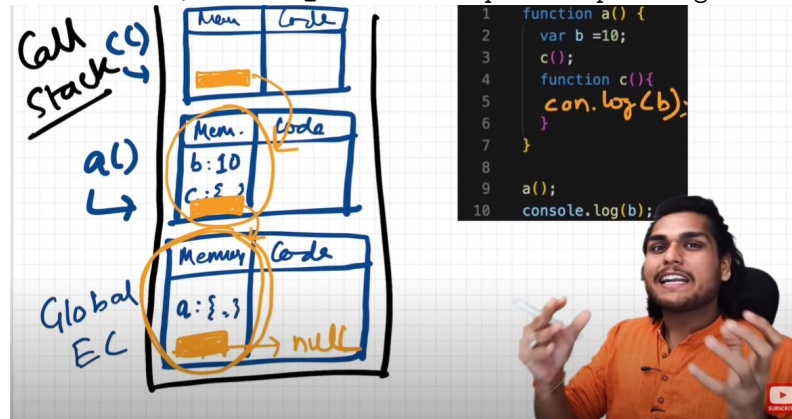 Call
Stack
c()
Mem
Code
a()
Mem.
Code
b:10
c:{
Global
EC
Memory
Code
a:{..}
null
1 function a() {
2 var b =10;
3 c();
4 function c(){
5 con.log(b);
6 }
7 }
8
9 a();
10 console.log(b);
SUBSCRIBE